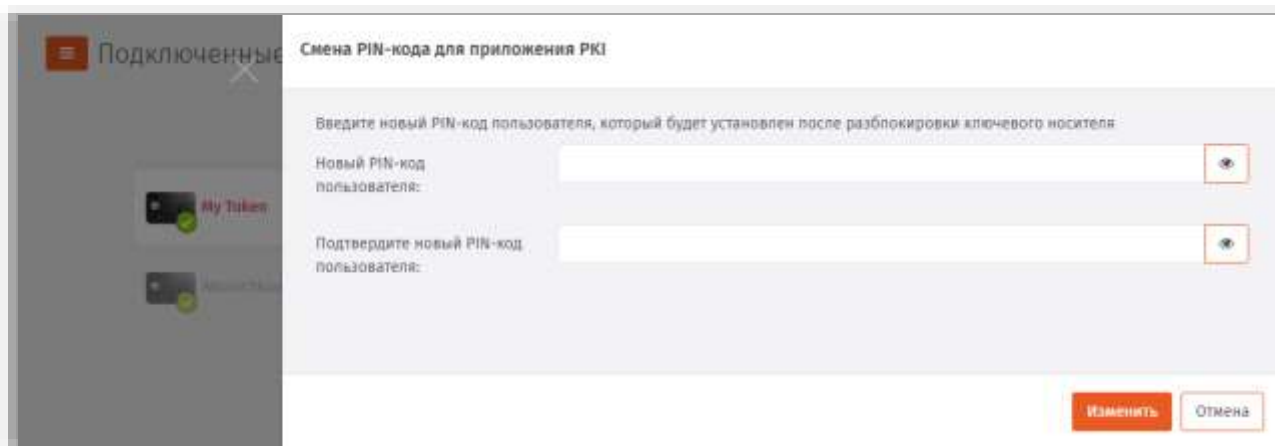 Подключенные
Смена PIN-кода для приложения PKI
Введите новый PIN-код пользователя, который будет установлен после разблокировки ключевого носителя
Новый PIN-код
пользователя:
My Token
Подтвердите новый PIN-код
пользователя:
Изменить Отмена